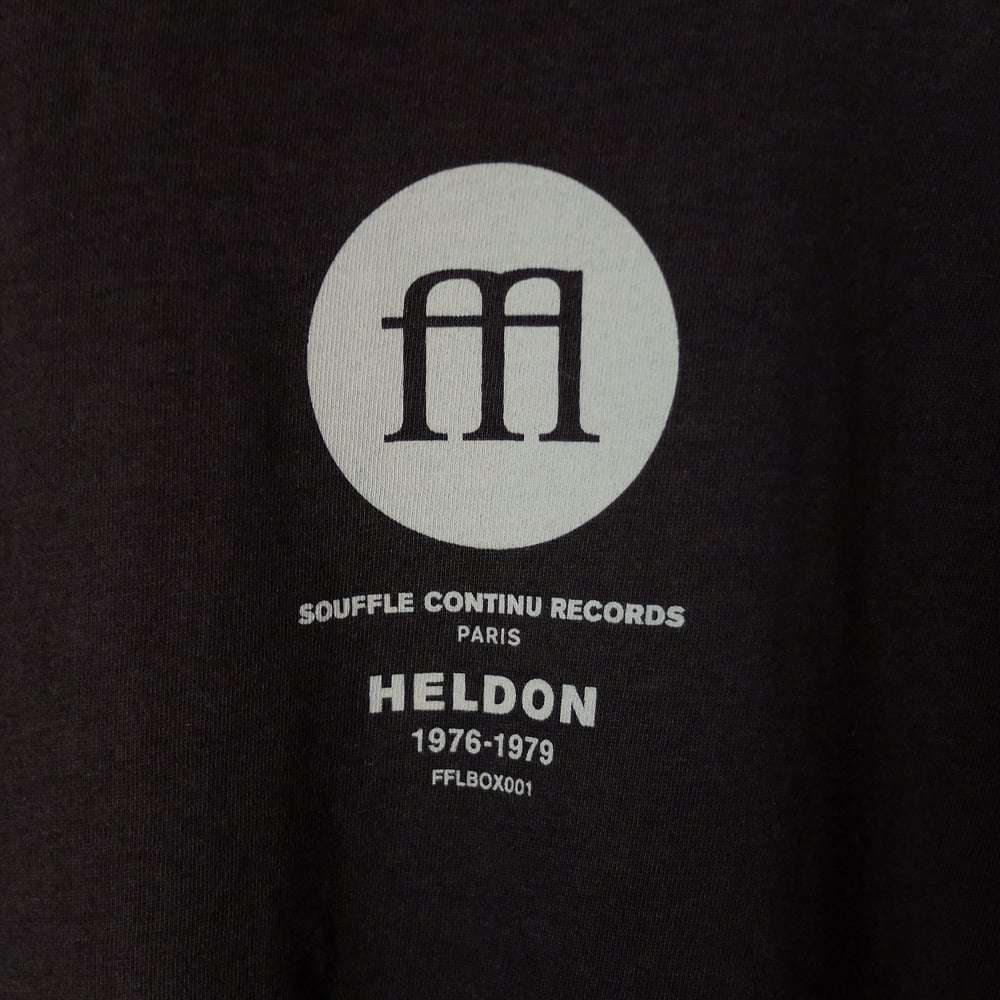 ffl
SOUFFLE CONTINU RECORDS
PARIS
HELDON
1976-1979
FFLBOX001